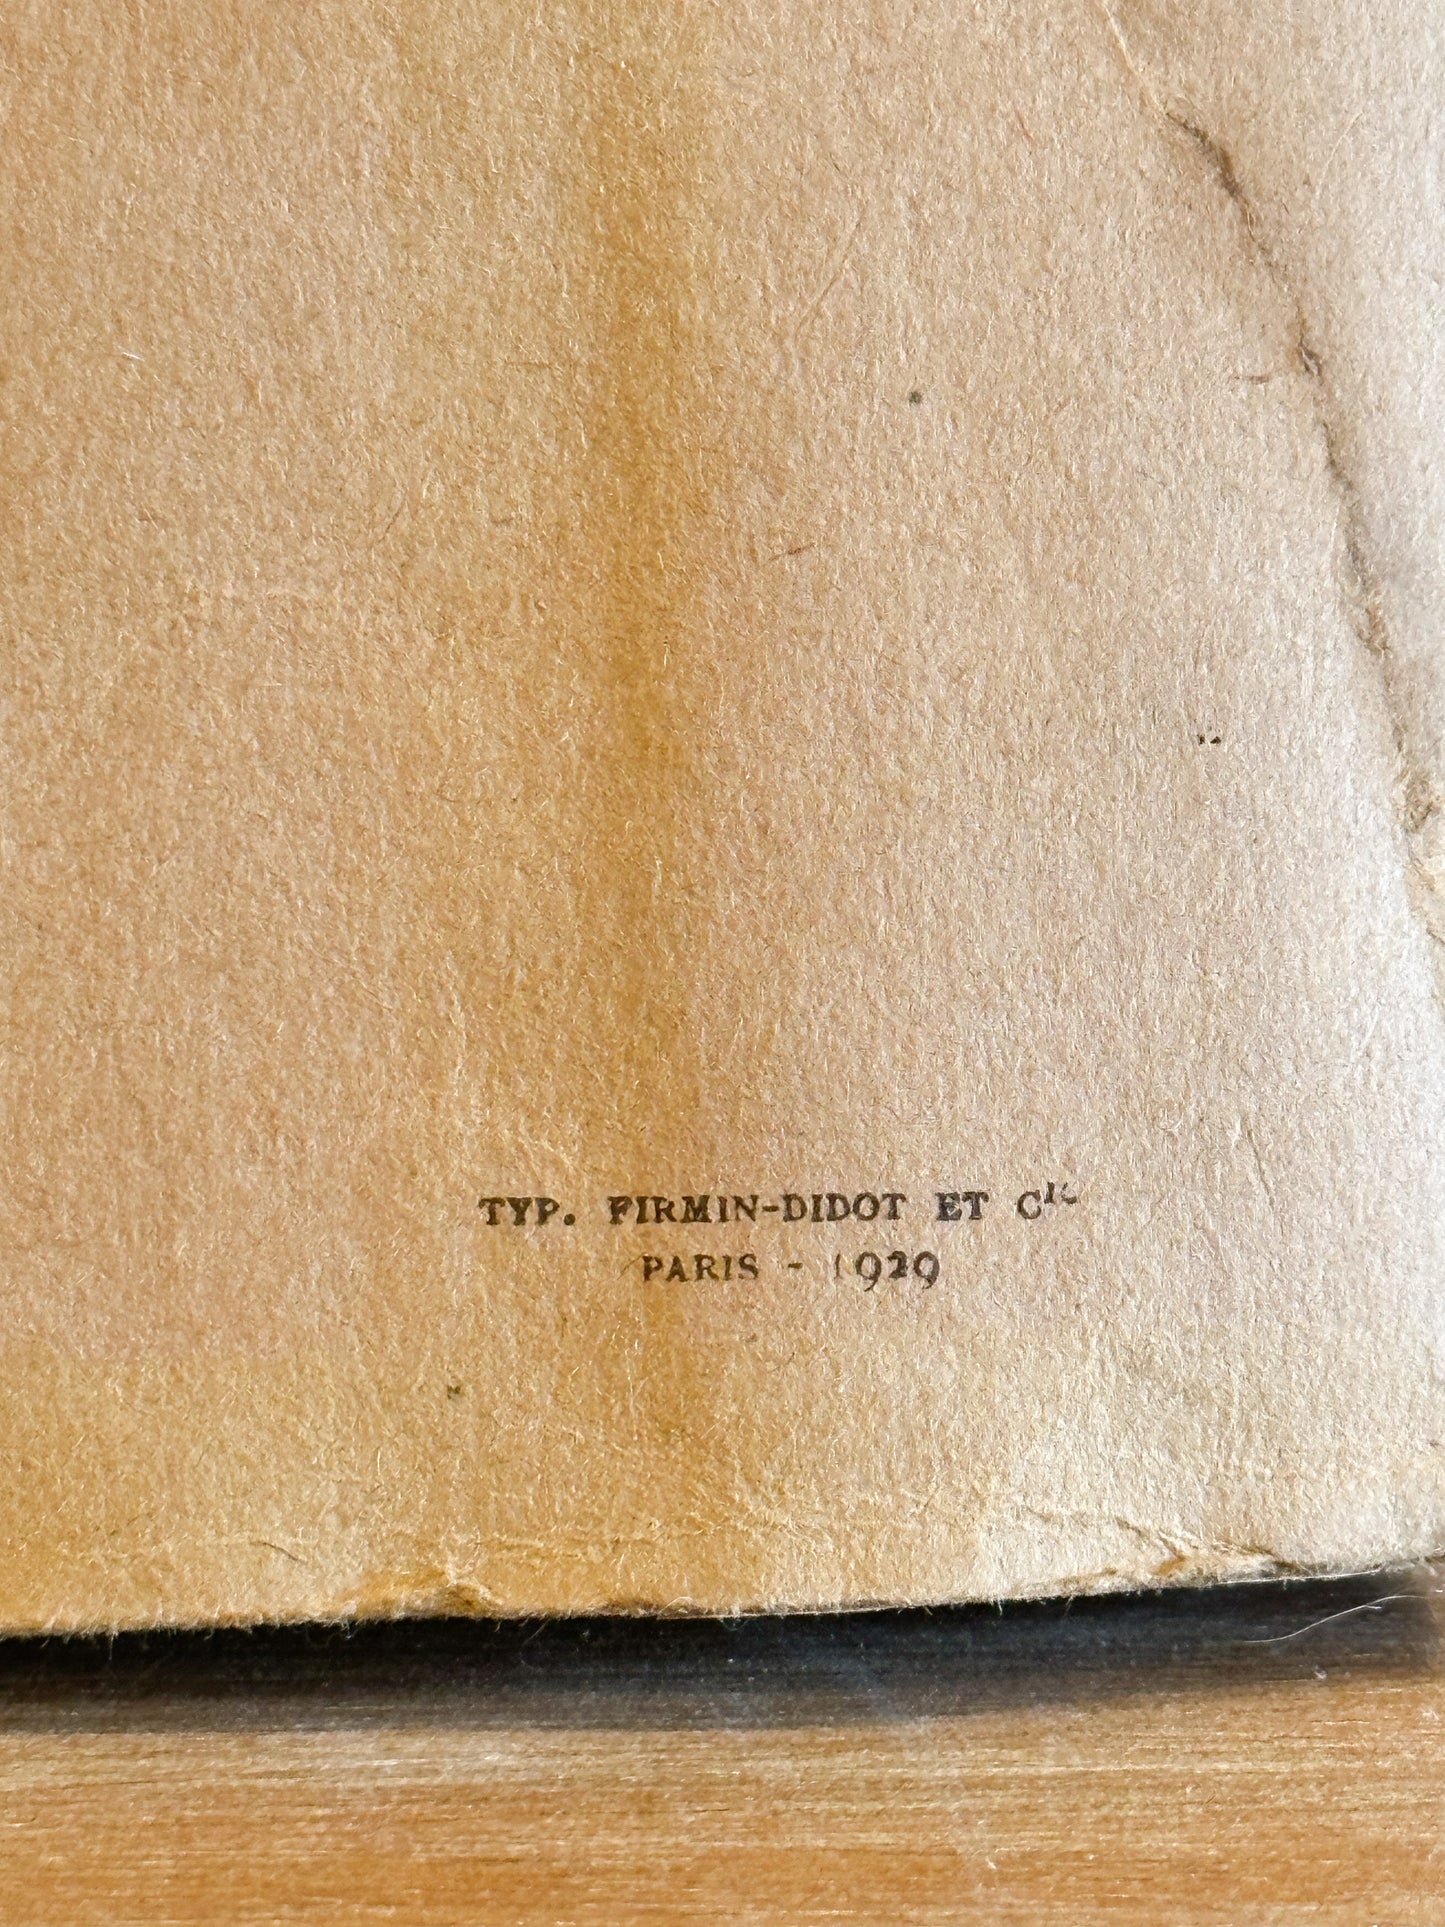 TYP. FIRMIN-DIDOT ET Cie
PARIS - 1929